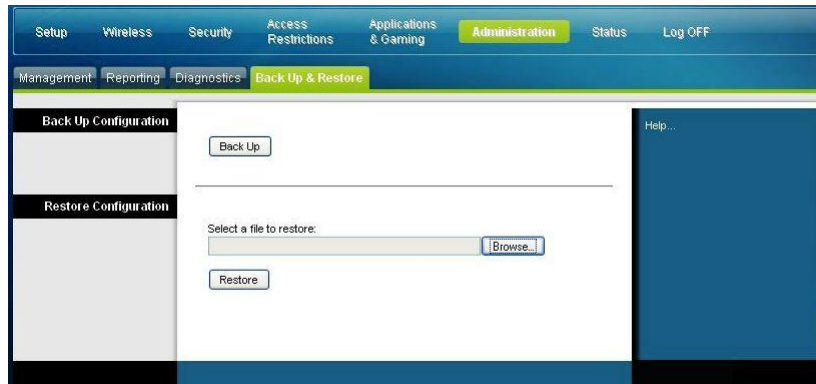 Setup Wireless Security Access Restrictions Applications & Gaming Administration Status Log OFF
Management Reporting Diagnostics Back Up & Restore
Back Up Configuration
Help...
Back Up
Restore Configuration
Select a file to restore:
Browse...
Restore